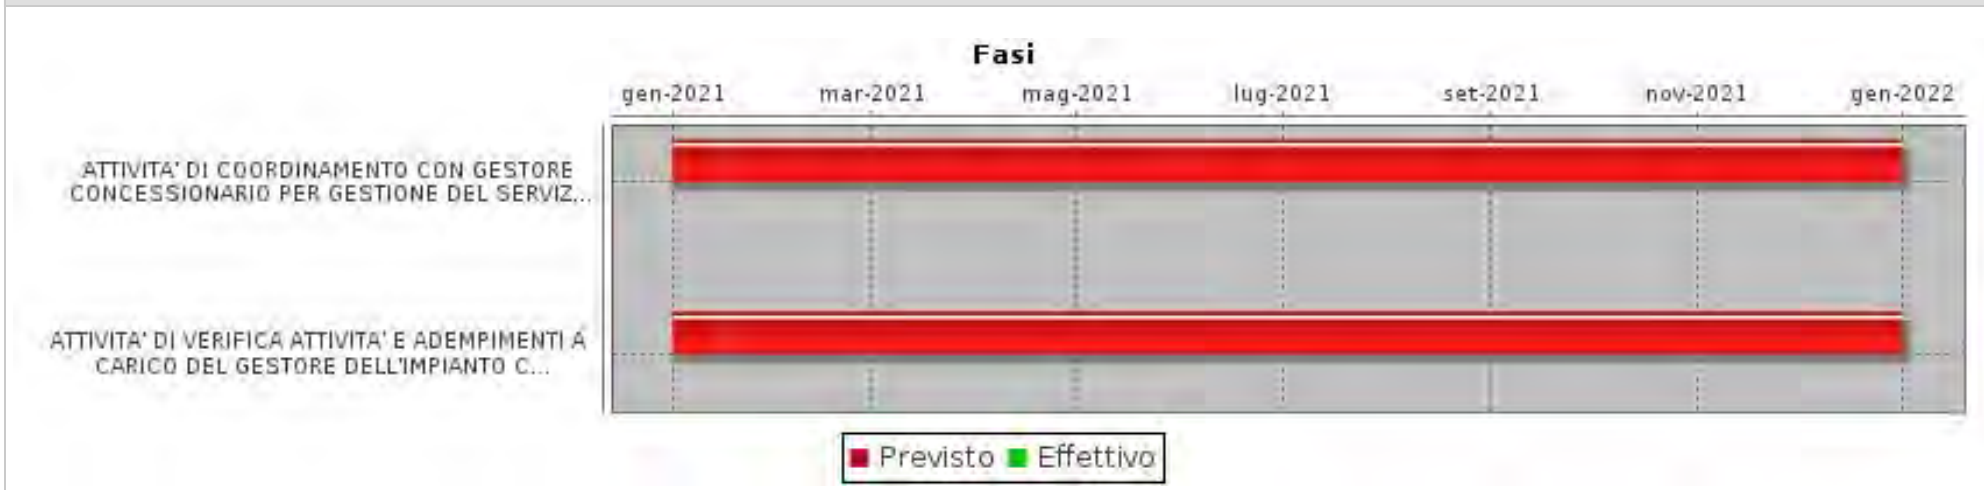 Fasi
gen-2021 mar-2021 mag-2021 lug-2021 set-2021 nov-2021 gen-2022
ATTIVITA' DI COORDINAMENTO CON GESTORE
CONCESSIONARIO PER GESTIONE DEL SERVIZ...
ATTIVITA' DI VERIFICA ATTIVITA' E ADEMPIMENTI A
CARICO DEL GESTORE DELL'IMPIANTO C...
Previsto Effettivo